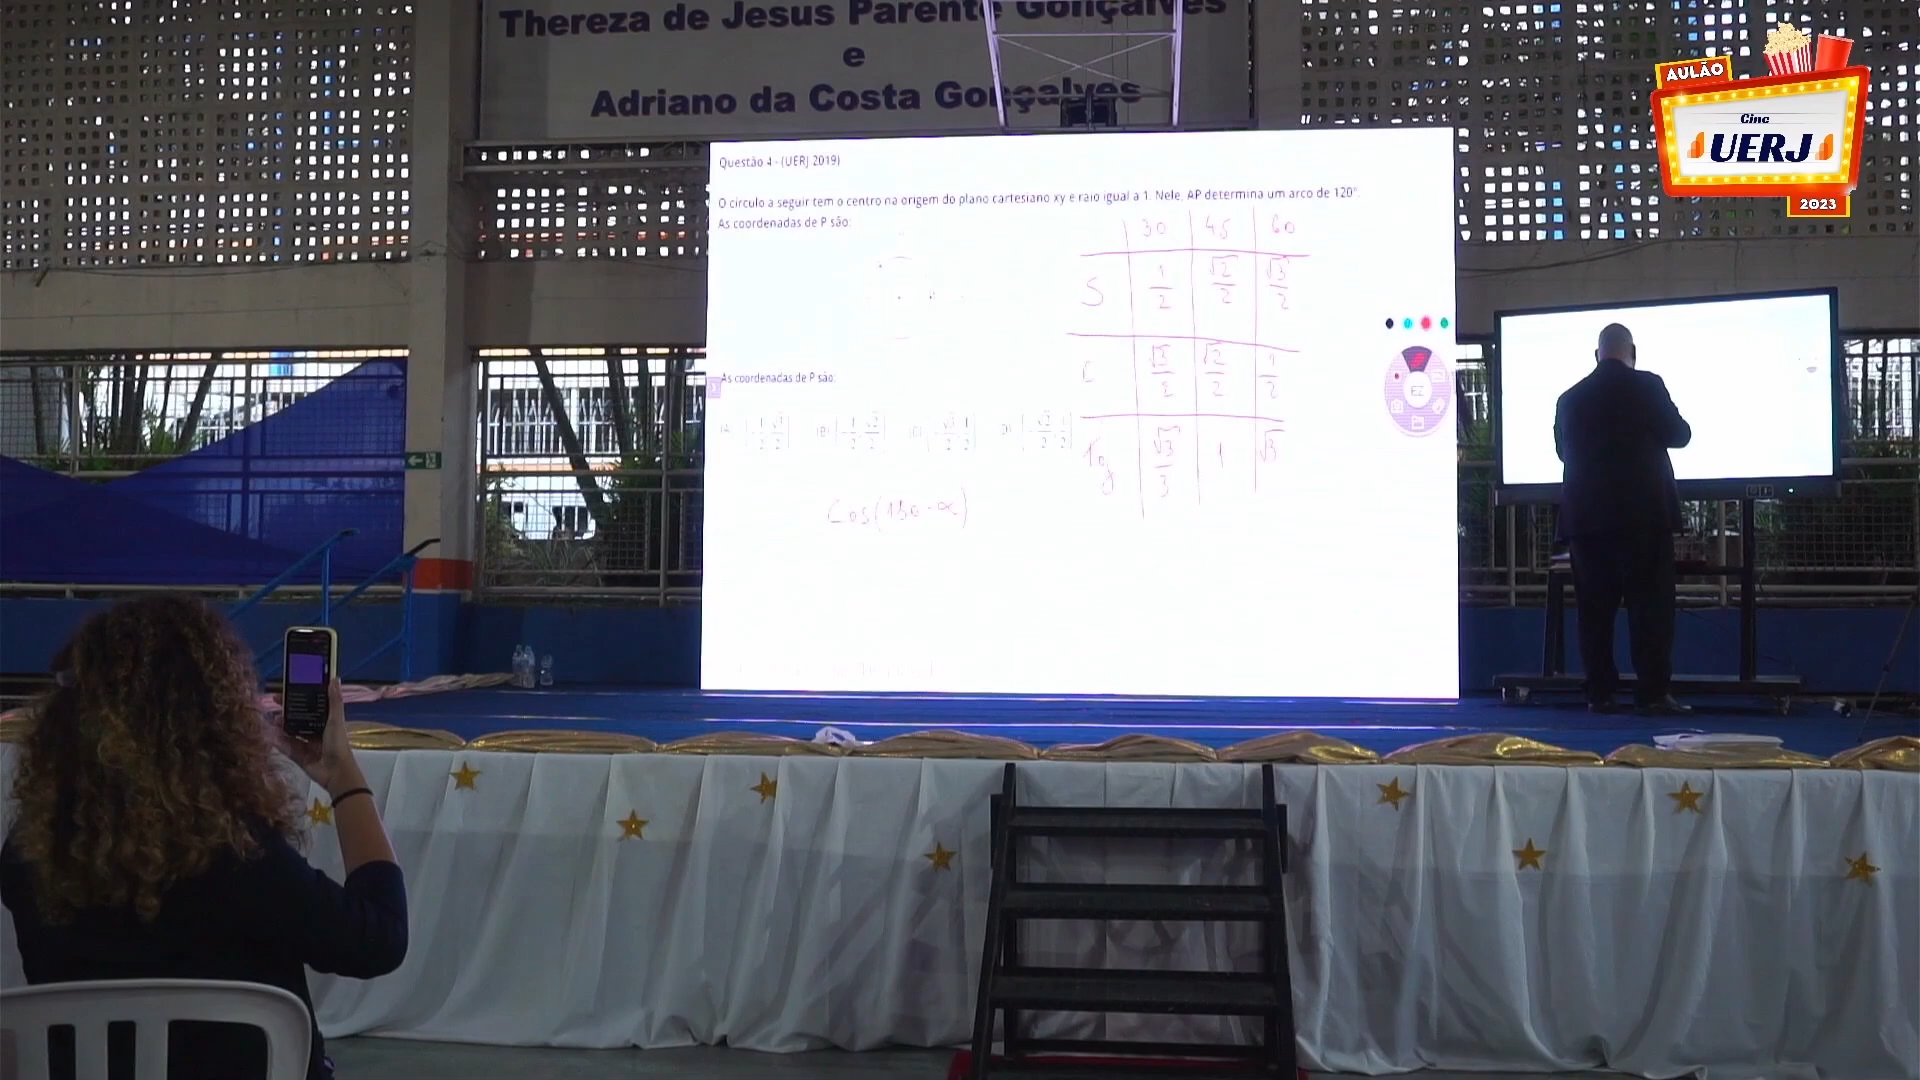 Thereza de Jesus Parente Gonçalves
e
Adriano da Costa Gonçalves
AULÃO
Cine
UERJ
2023
Questão 4 - (UERJ 2019)
O círculo a seguir tem o centro na origem do plano cartesiano xy e raio igual a 1. Nele, AP determina um arco de 120°.
As coordenadas de P são:
30 45 60
S 1/2 √2/2 √3/2
C √3/2 √2/2 1/2
Tg √3/3 1 √3
As coordenadas de P são:
EZ